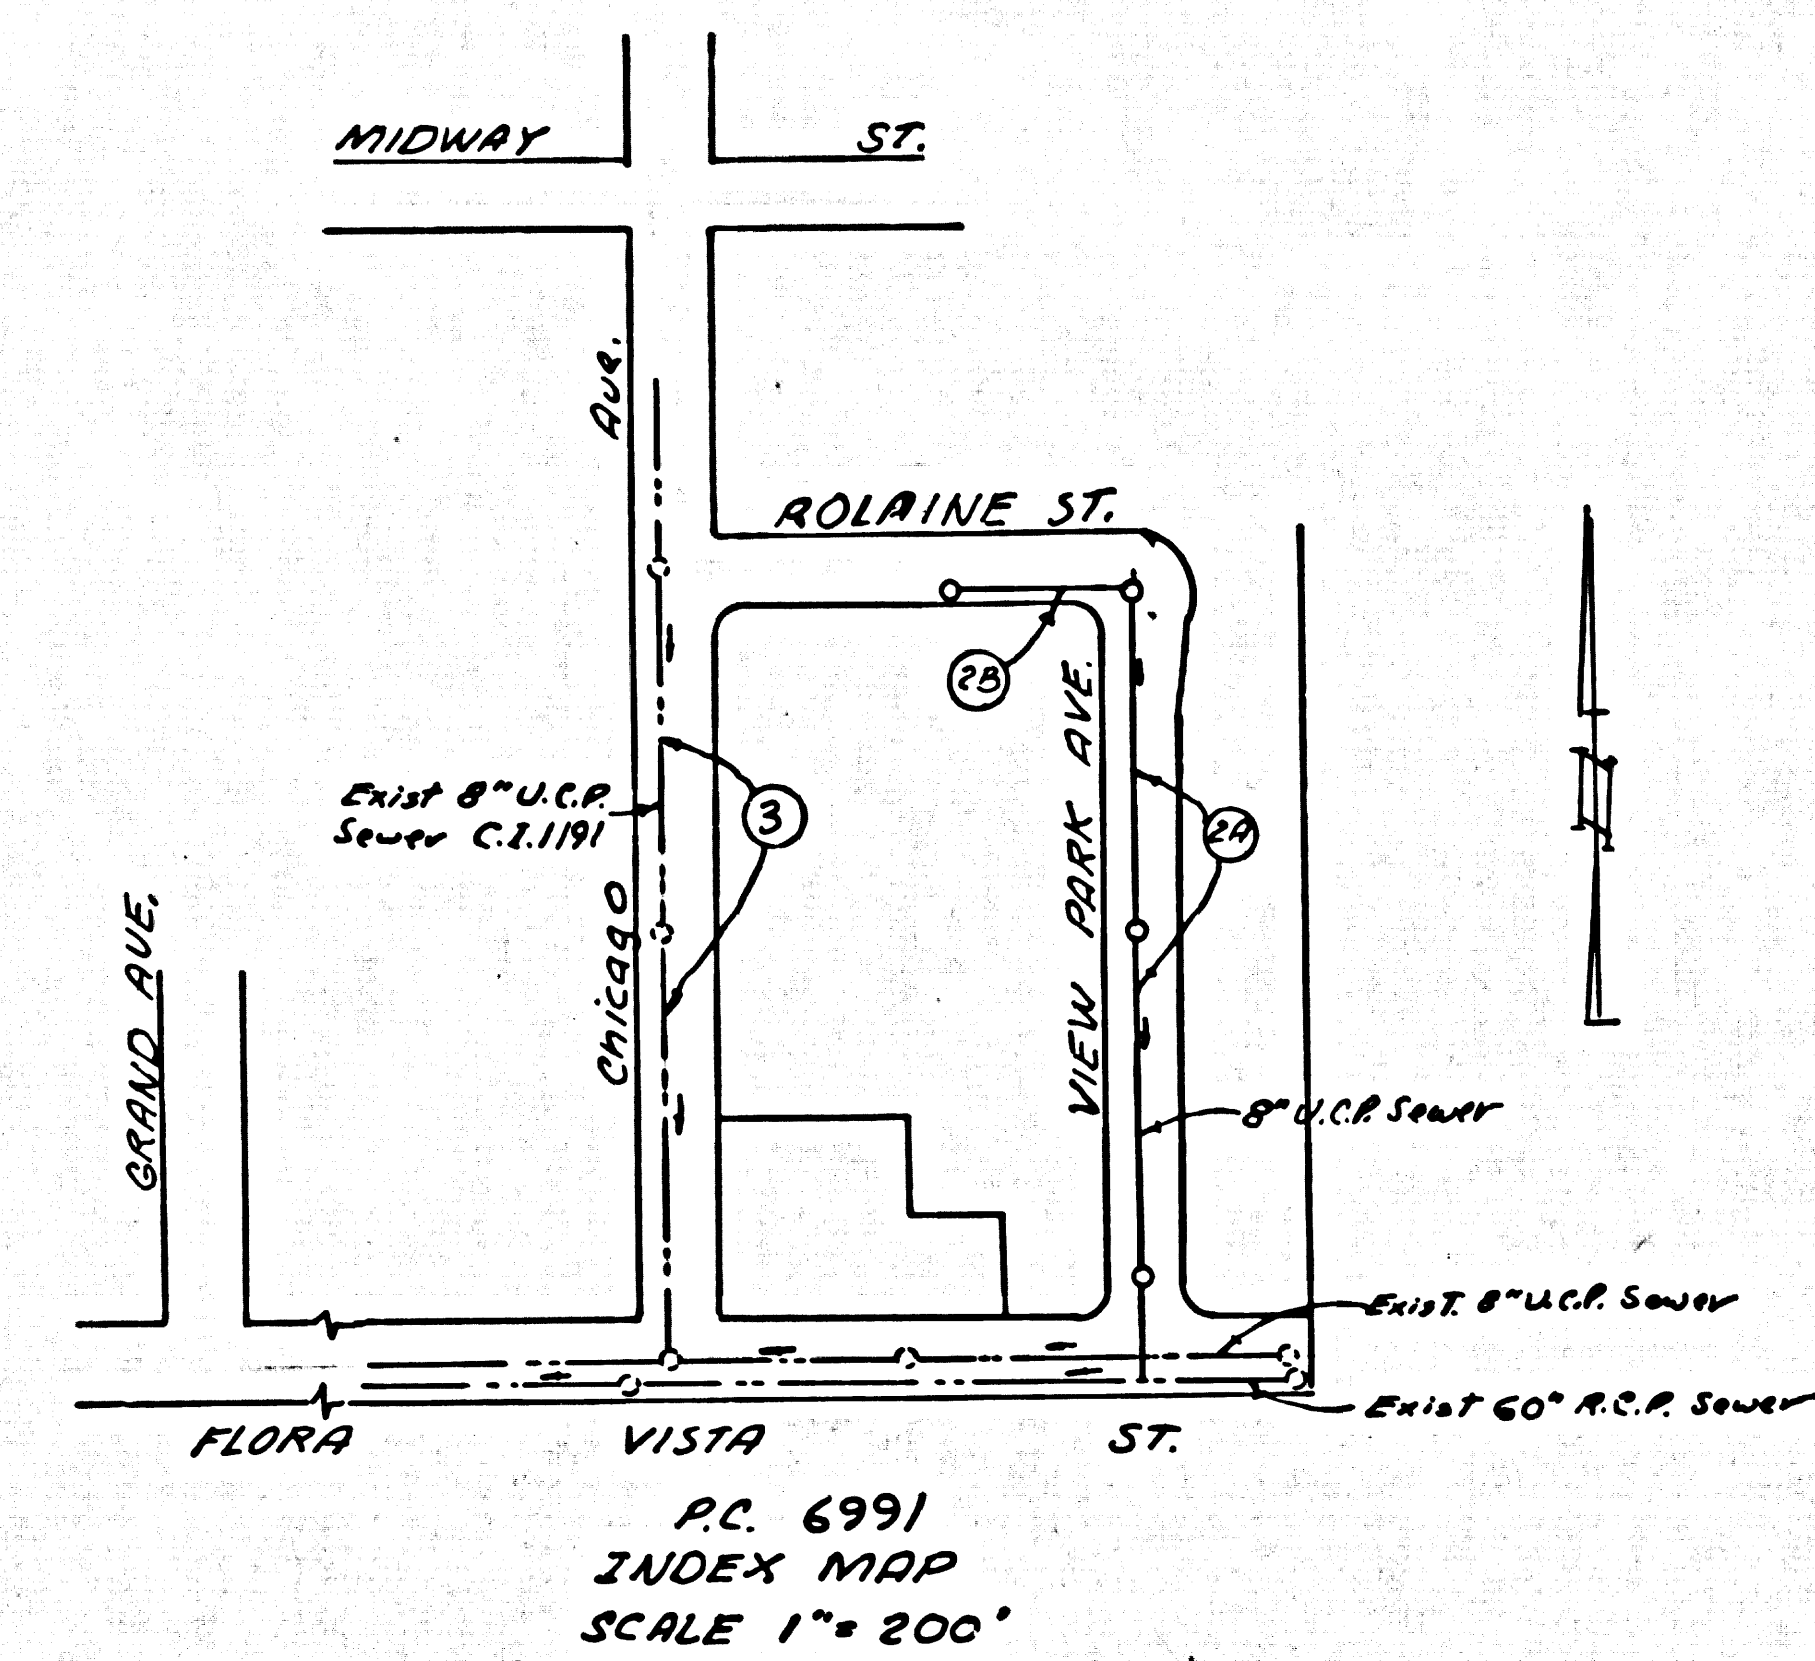 MIDWAY ST.
Chicago Ave.
ROLAINE ST.
2B
VIEW PARK AVE.
3
2A
Exist 8" V.C.P.
Sewer C.I. 1191
GRAND AVE.
N
8" V.C.P. Sewer
Exist. 8" V.C.P. Sewer
Exist 60" R.C.P. Sewer
FLORA VISTA ST.
P.C. 6991
INDEX MAP
SCALE 1" = 200'